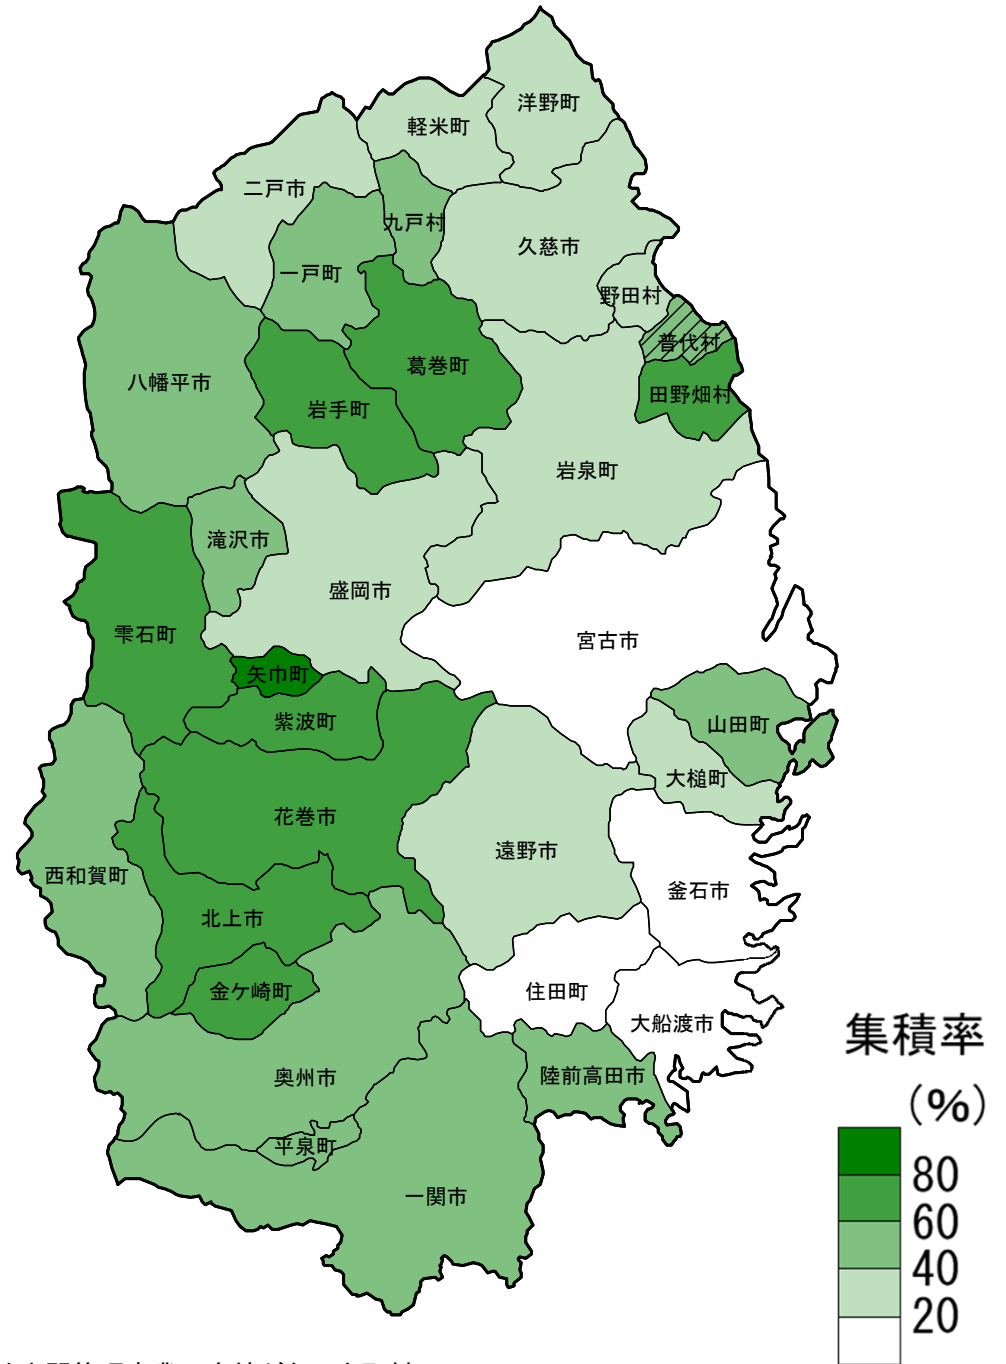 洋野町
軽米町
二戸市
九戸村
久慈市
一戸町
野田村
普代村
葛巻町
八幡平市
田野畑村
岩手町
岩泉町
滝沢市
盛岡市
雫石町
宮古市
矢巾町
紫波町
山田町
大槌町
花巻市
遠野市
西和賀町
釜石市
北上市
金ケ崎町
住田町
大船渡市
奥州市
陸前高田市
平泉町
一関市
集積率
(%)
80
60
40
20